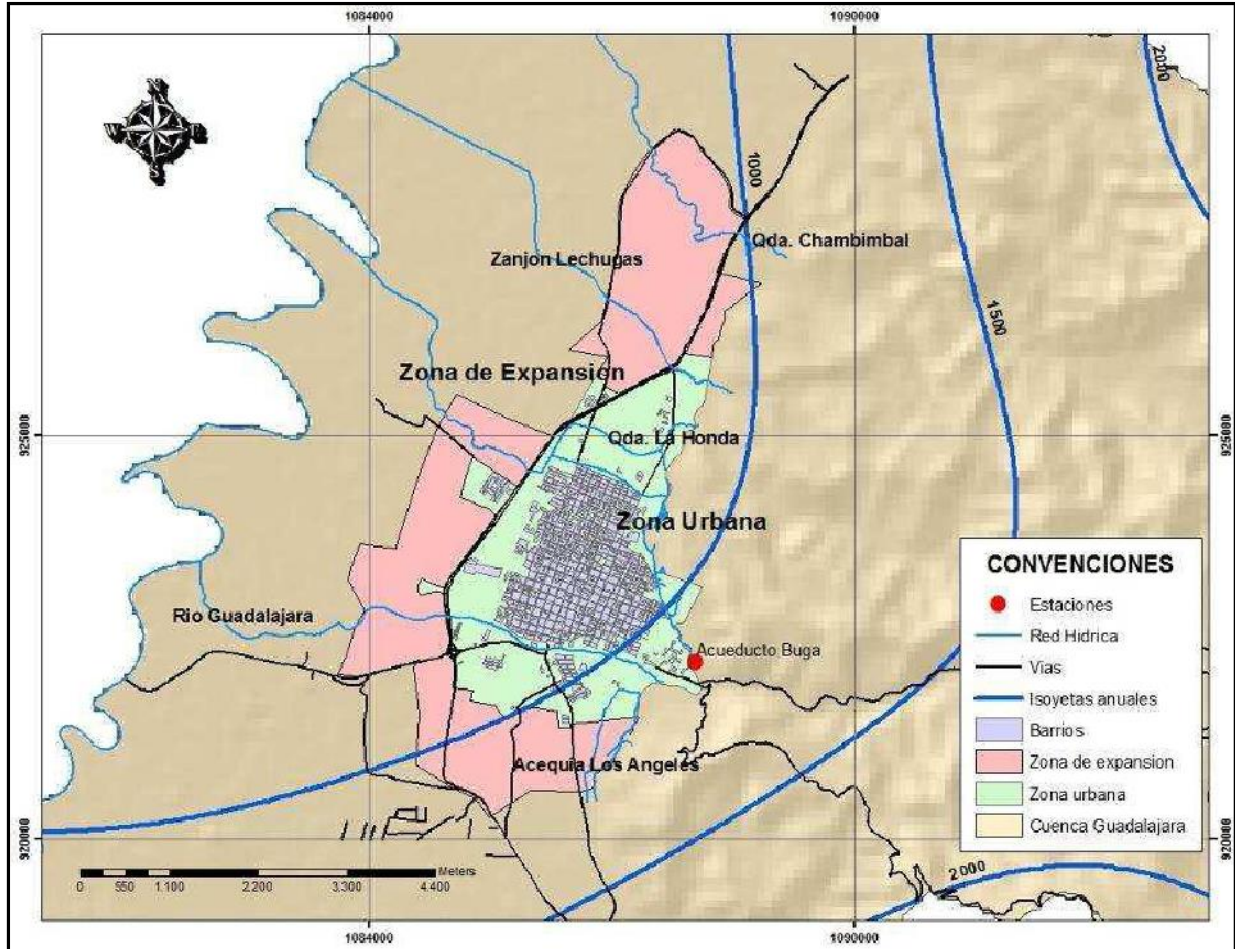 1084000
1090000
2000
1000
Qda. Chambimbal
Zanjon Lechugas
1500
Zona de Expansion
925000
925000
Qda. La Honda
Zona Urbana
CONVENCIONES
Estaciones
Rio Guadalajara
Red Hidrica
Acueducto Buga
Vias
Isoyetas anuales
Barrios
Zona de expansion
Acequia Los Angeles
Zona urbana
Cuenca Guadalajara
920000
920000
Meters
0 550 1.100 2.200 3.300 4.400
2000
1084000
1090000